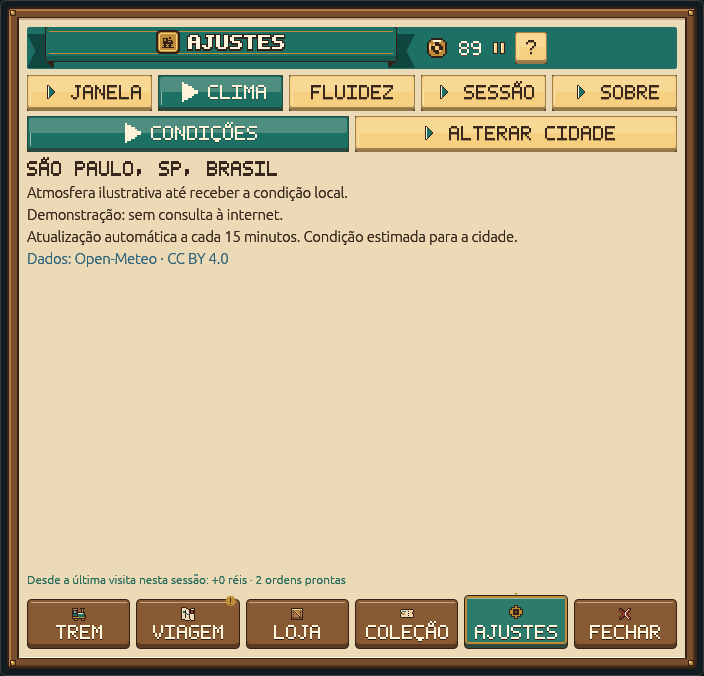 AJUSTES
89
?
JANELA
CLIMA
FLUIDEZ
SESSÃO
SOBRE
CONDIÇÕES
ALTERAR CIDADE
SÃO PAULO, SP, BRASIL
Atmosfera ilustrativa até receber a condição local.
Demonstração: sem consulta à internet.
Atualização automática a cada 15 minutos. Condição estimada para a cidade.
Dados: Open-Meteo · CC BY 4.0
Desde a última visita nesta sessão: +0 réis · 2 ordens prontas
TREM
VIAGEM
!
LOJA
COLEÇÃO
AJUSTES
FECHAR